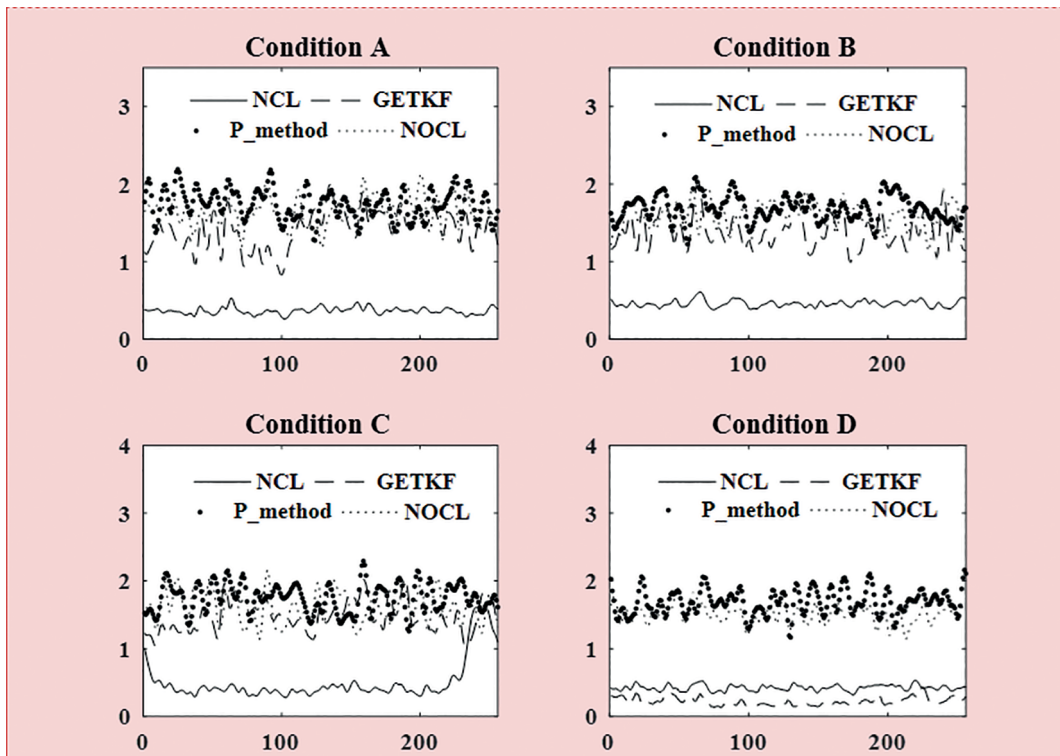 Condition A
3
2
1
0
NCL GETKF
P_method NOCL
0 100 200
Condition B
3
2
1
0
NCL GETKF
P_method NOCL
0 100 200
Condition C
4
3
2
1
0
NCL GETKF
P_method NOCL
0 100 200
Condition D
4
3
2
1
0
NCL GETKF
P_method NOCL
0 100 200